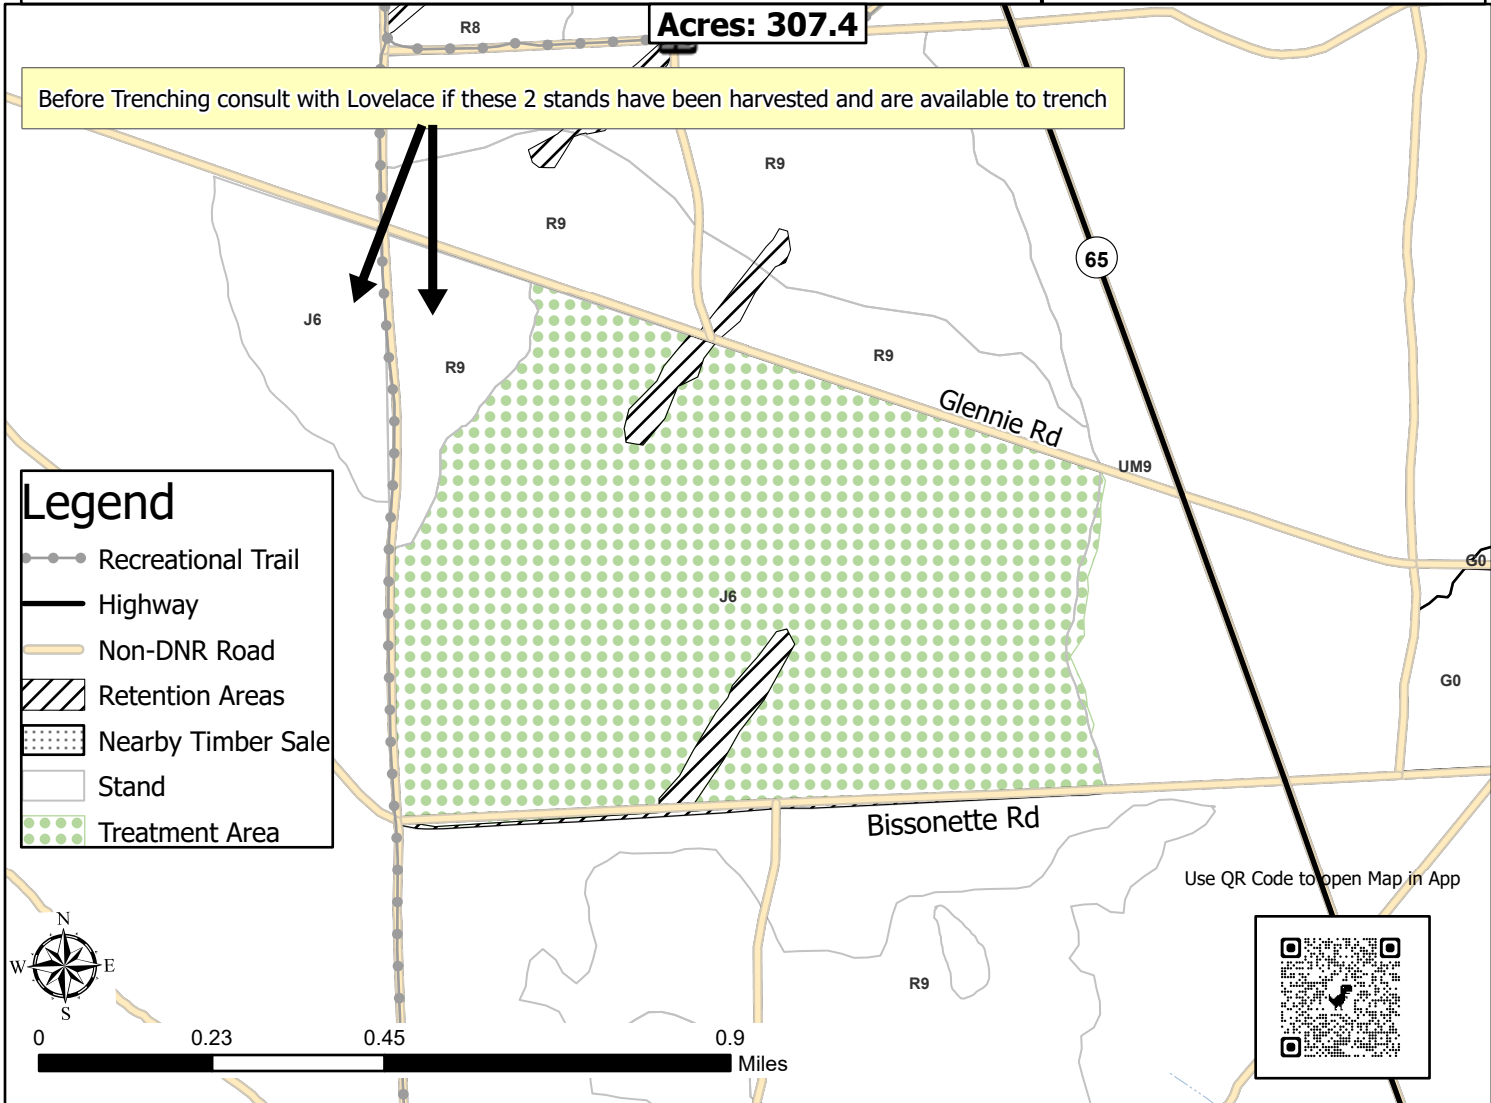 Acres: 307.4
R8
Before Trenching consult with Lovelace if these 2 stands have been harvested and are available to trench
R9
R9
65
J6
R9
R9
Glennie Rd
UM9
Legend
Recreational Trail
Highway
Non-DNR Road
Retention Areas
Nearby Timber Sale
Stand
Treatment Area
G0
J6
G0
Bissonette Rd
Use QR Code to open Map in App
N
W
E
S
R9
0 0.23 0.45 0.9
Miles